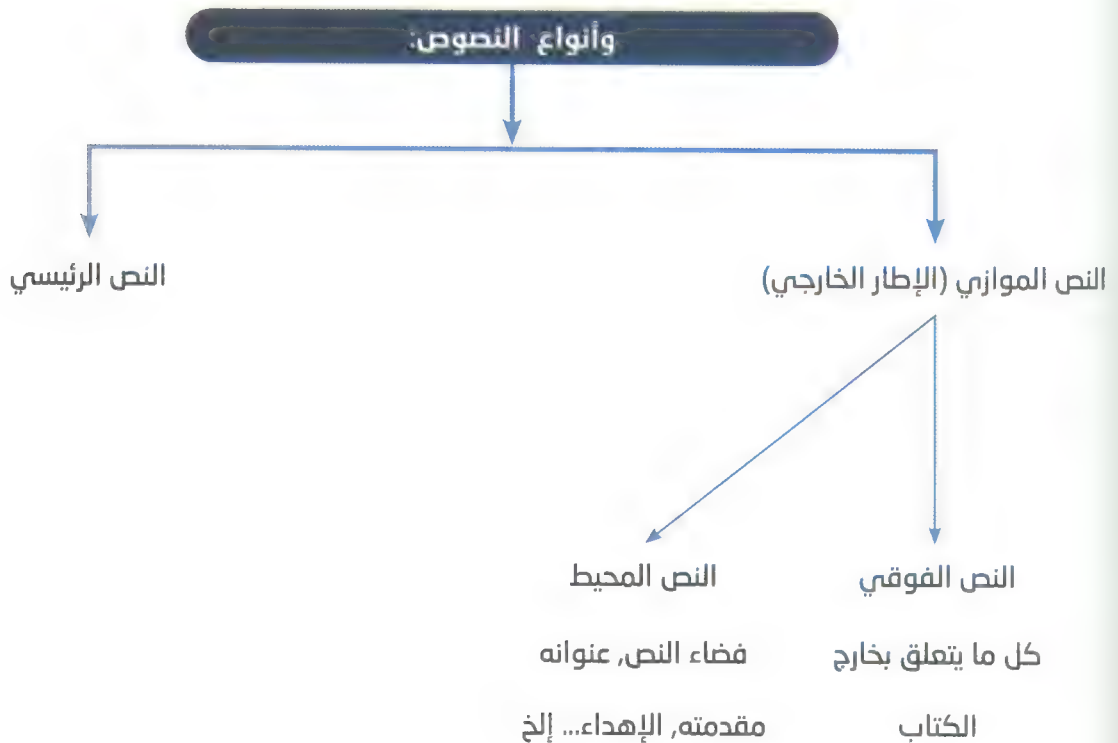 وأنواع النصوص:
النص الموازي (الإطار الخارجي)
النص الرئيسي
النص الفوقي
كل ما يتعلق بخارج
الكتاب
النص المحيط
فضاء النص, عنوانه
مقدمته, الإهداء... إلخ